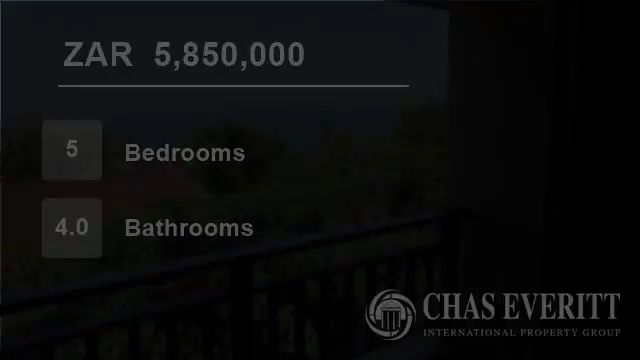 ZAR 5,850,000
5
Bedrooms
4.0
Bathrooms
CHAS EVERITT
INTERNATIONAL PROPERTY GROUP